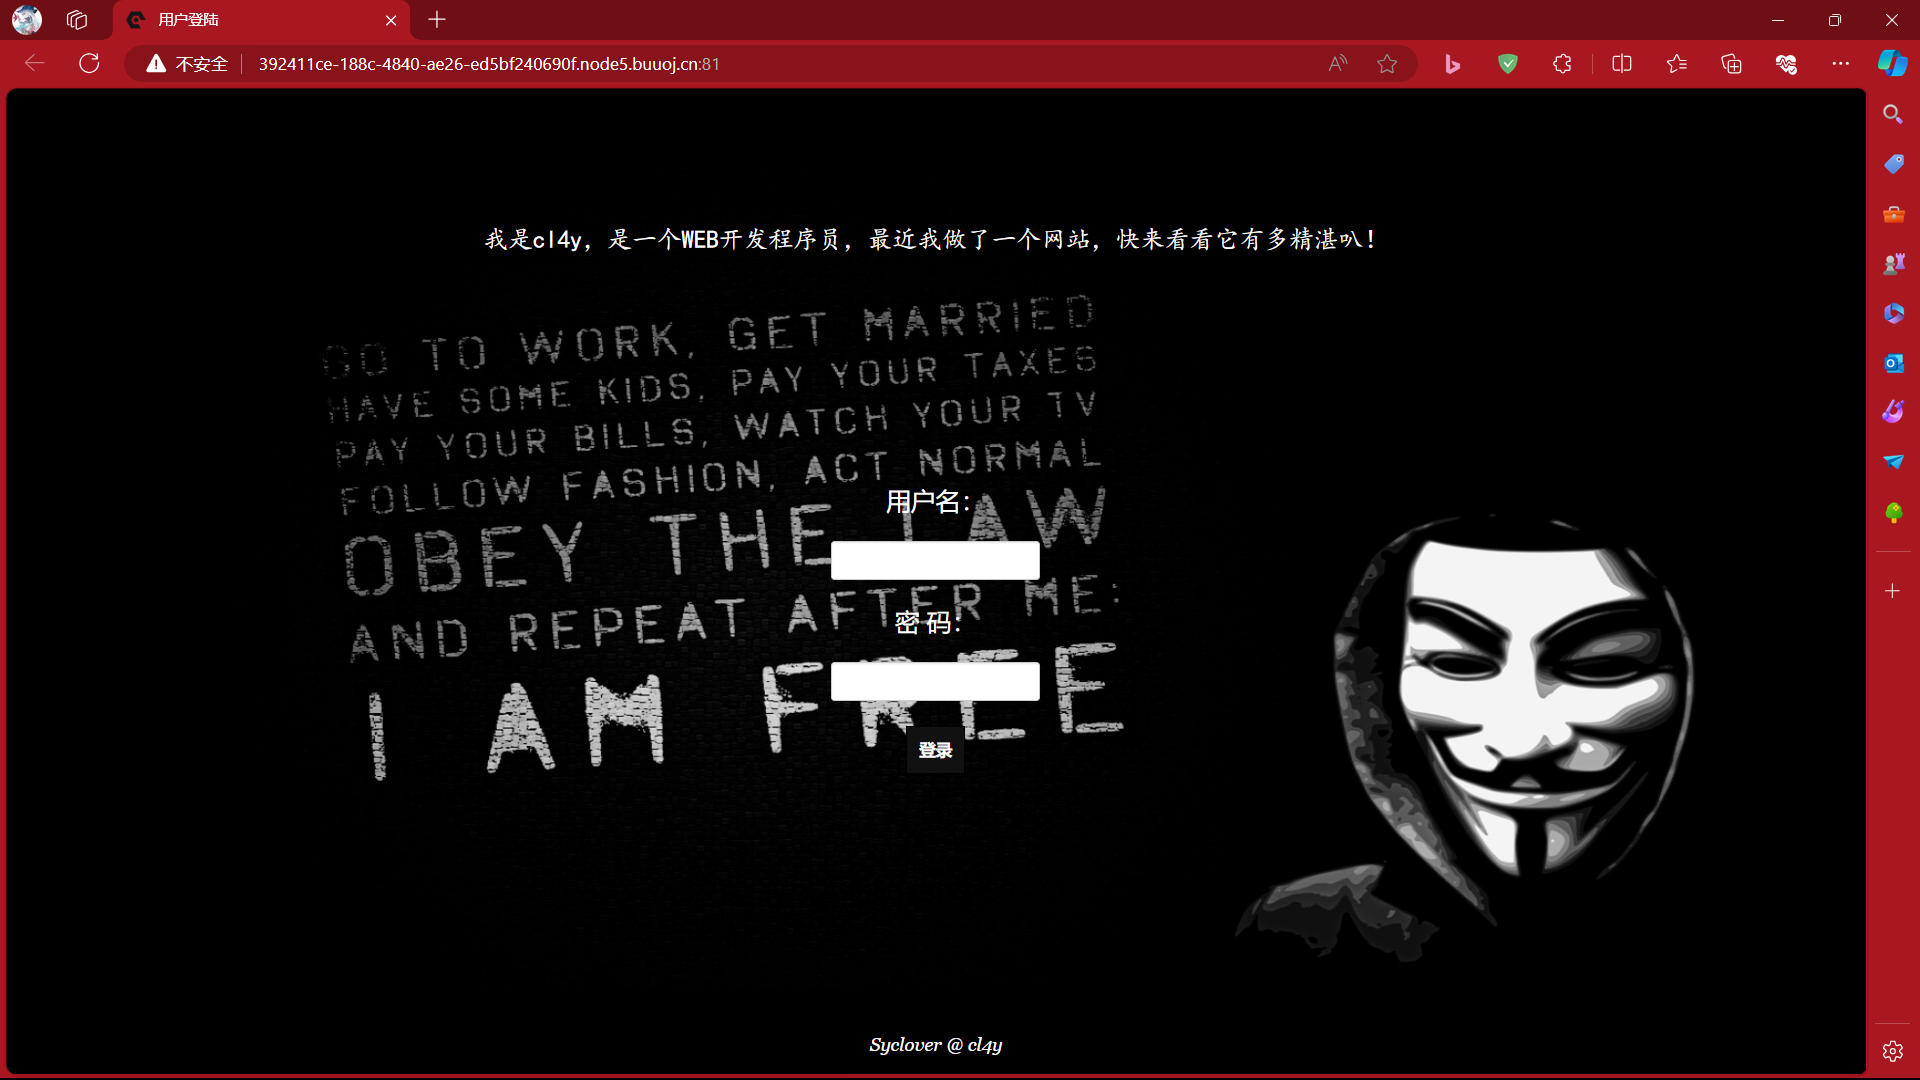 用户登陆
不安全
392411ce-188c-4840-ae26-ed5bf240690f.node5.buuoj.cn:81
我是cl4y，是一个WEB开发程序员，最近我做了一个网站，快来看看它有多精湛叭！
GO TO WORK, GET MARRIED
HAVE SOME KIDS, PAY YOUR TAXES
PAY YOUR BILLS, WATCH YOUR TV
FOLLOW FASHION, ACT NORMAL
OBEY THE LAW
AND REPEAT AFTER ME:
I AM FREE
用户名：
密 码：
登录
Syclover @ cl4y